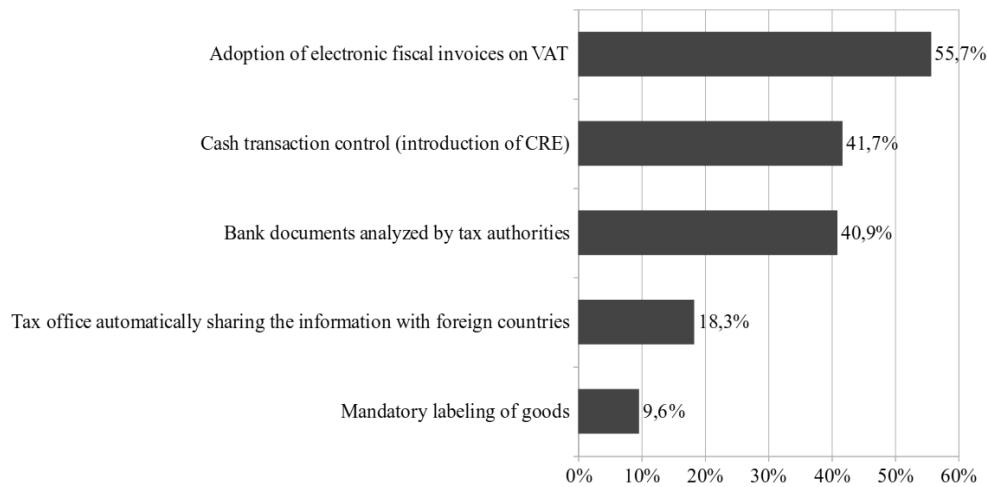 Adoption of electronic fiscal invoices on VAT 55,7%
Cash transaction control (introduction of CRE) 41,7%
Bank documents analyzed by tax authorities 40,9%
Tax office automatically sharing the information with foreign countries 18,3%
Mandatory labeling of goods 9,6%
0% 10% 20% 30% 40% 50% 60%